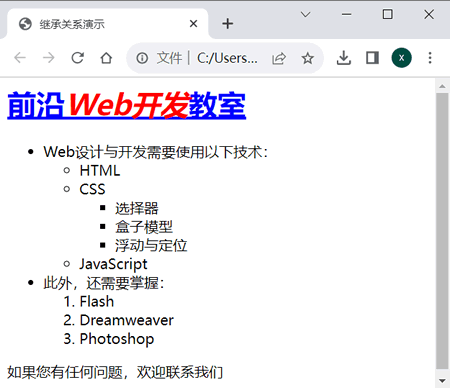 继承关系演示
文件 | C:/Users...
X
前沿Web开发教室
Web设计与开发需要使用以下技术：
HTML
CSS
选择器
盒子模型
浮动与定位
JavaScript
此外，还需要掌握：
1. Flash
2. Dreamweaver
3. Photoshop
如果您有任何问题，欢迎联系我们